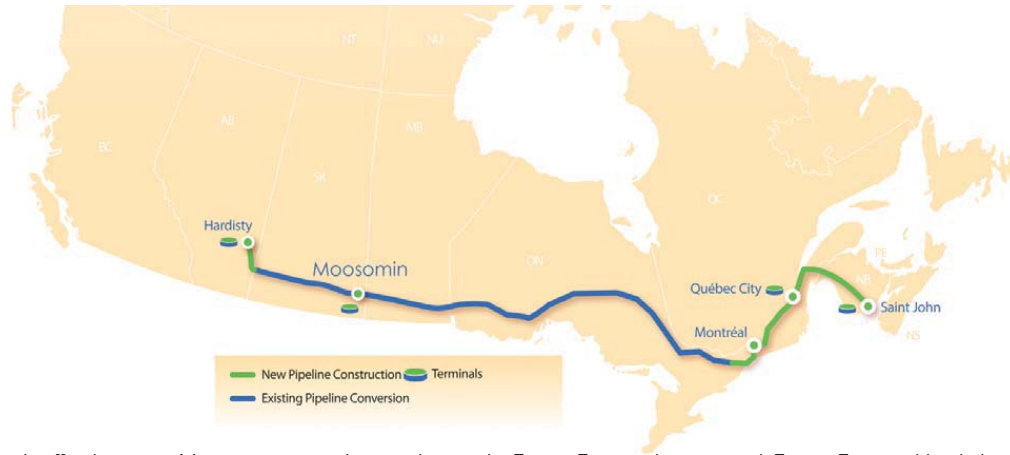 NT
NU
AB
BC
SK
MB
QC
Hardisty
Moosomin
ON
PE
NB
Québec City
Saint John
Montréal
NS
New Pipeline Construction
Terminals
Existing Pipeline Conversion